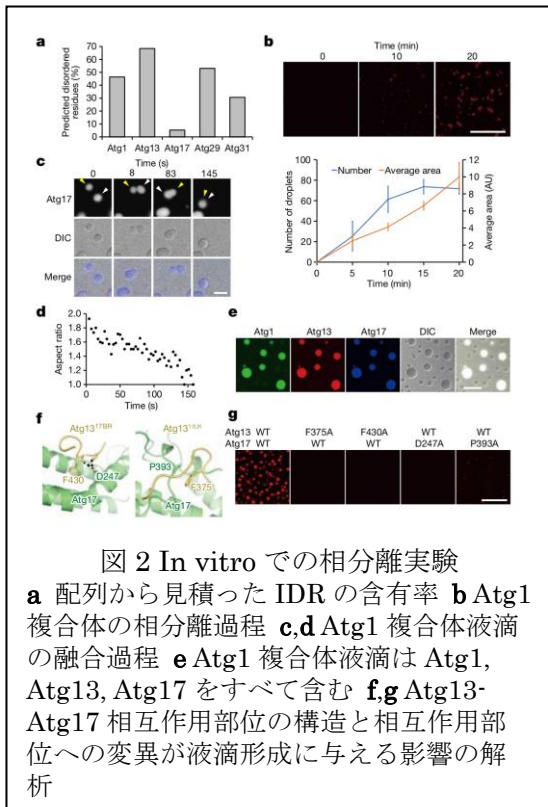 a
Predicted disordered
residues (%)
70
60
50
40
30
20
10
0
Atg1 Atg13 Atg17 Atg29 Atg31
b
Time (min)
0 10 20
Number
Average area
Number of droplets
100
80
60
40
20
0
Average area (AU)
12
10
8
6
4
2
0
0 5 10 15 20
Time (min)
c
Time (s)
0 8 83 145
Atg17
DIC
Merge
d
Aspect ratio
2.0
1.8
1.6
1.4
1.2
1.0
0 50 100 150
Time (s)
e
Atg1 Atg13 Atg17 DIC Merge
f
Atg1317BR
D247
F430
Atg17
P393
F375
Atg17
g
Atg13 WT F375A F430A WT WT
Atg17 WT WT WT D247A P393A
図 2 In vitro での相分離実験
a 配列から見積った IDR の含有率 b Atg1
複合体の相分離過程 c,d Atg1 複合体液滴
の融合過程 e Atg1 複合体液滴は Atg1,
Atg13, Atg17 をすべて含む f,g Atg13-
Atg17 相互作用部位の構造と相互作用部
位への変異が液滴形成に与える影響の解
析